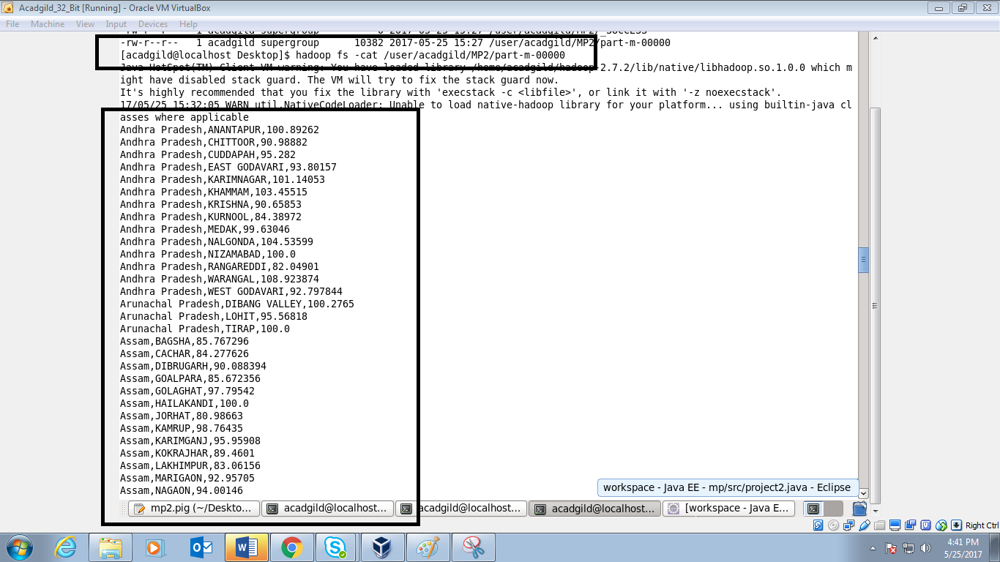 Acadgild_32_Bit [Running] - Oracle VM VirtualBox
File Machine View Input Devices Help
-rw-r--r-- 1 acadgild supergroup 0 2017-05-25 15:27 /user/acadgild/MP2/_SUCCESS
-rw-r--r-- 1 acadgild supergroup 10382 2017-05-25 15:27 /user/acadgild/MP2/part-m-00000
[acadgild@localhost Desktop]$ hadoop fs -cat /user/acadgild/MP2/part-m-00000
Java HotSpot(TM) Client VM warning: You have loaded library /home/acadgild/hadoop-2.7.2/lib/native/libhadoop.so.1.0.0 which m
ight have disabled stack guard. The VM will try to fix the stack guard now.
It's highly recommended that you fix the library with 'execstack -c <libfile>', or link it with '-z noexecstack'.
17/05/25 15:32:05 WARN util.NativeCodeLoader: Unable to load native-hadoop library for your platform... using builtin-java cl
asses where applicable
Andhra Pradesh,ANANTAPUR,100.89262
Andhra Pradesh,CHITTOOR,90.98882
Andhra Pradesh,CUDDAPAH,95.282
Andhra Pradesh,EAST GODAVARI,93.80157
Andhra Pradesh,KARIMNAGAR,101.14053
Andhra Pradesh,KHAMMAM,103.45515
Andhra Pradesh,KRISHNA,90.65853
Andhra Pradesh,KURNOOL,84.38972
Andhra Pradesh,MEDAK,99.63046
Andhra Pradesh,NALGONDA,104.53599
Andhra Pradesh,NIZAMABAD,100.0
Andhra Pradesh,RANGAREDDI,82.04901
Andhra Pradesh,WARANGAL,108.923874
Andhra Pradesh,WEST GODAVARI,92.797844
Arunachal Pradesh,DIBANG VALLEY,100.2765
Arunachal Pradesh,LOHIT,95.56818
Arunachal Pradesh,TIRAP,100.0
Assam,BAGSHA,85.767296
Assam,CACHAR,84.277626
Assam,DIBRUGARH,90.088394
Assam,GOALPARA,85.672356
Assam,GOLAGHAT,97.79542
Assam,HAILAKANDI,100.0
Assam,JORHAT,80.98663
Assam,KAMRUP,98.76435
Assam,KARIMGANJ,95.95908
Assam,KOKRAJHAR,89.4601
Assam,LAKHIMPUR,83.06156
Assam,MARIGAON,92.95705
Assam,NAGAON,94.00146
workspace - Java EE - mp/src/project2.java - Eclipse
mp2.pig (~/Deskto... acadgild@localhost... acadgild@localhost... acadgild@localhost... [workspace - Java E...
Right Ctrl
4:41 PM
5/25/2017